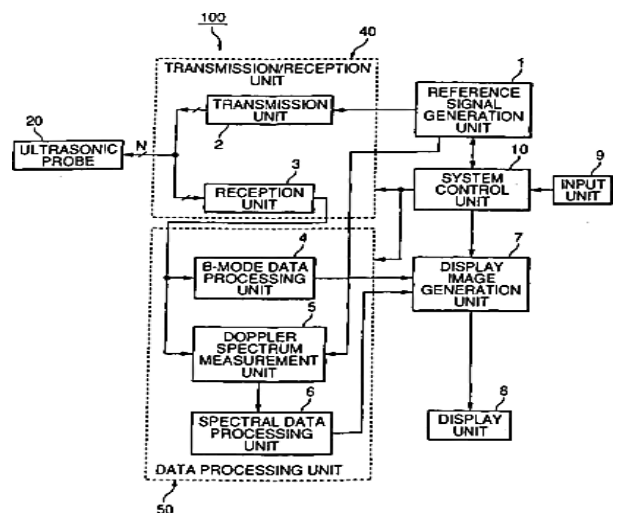 100
40
TRANSMISSION/RECEPTION
UNIT
1
REFERENCE
SIGNAL
GENERATION
UNIT
TRANSMISSION
UNIT
2
20
ULTRASONIC
PROBE
N
3
RECEPTION
UNIT
10
SYSTEM
CONTROL
UNIT
9
INPUT
UNIT
4
B-MODE DATA
PROCESSING
UNIT
7
DISPLAY
IMAGE
GENERATION
UNIT
5
DOPPLER
SPECTRUM
MEASUREMENT
UNIT
6
SPECTRAL DATA
PROCESSING
UNIT
8
DISPLAY
UNIT
DATA PROCESSING UNIT
50